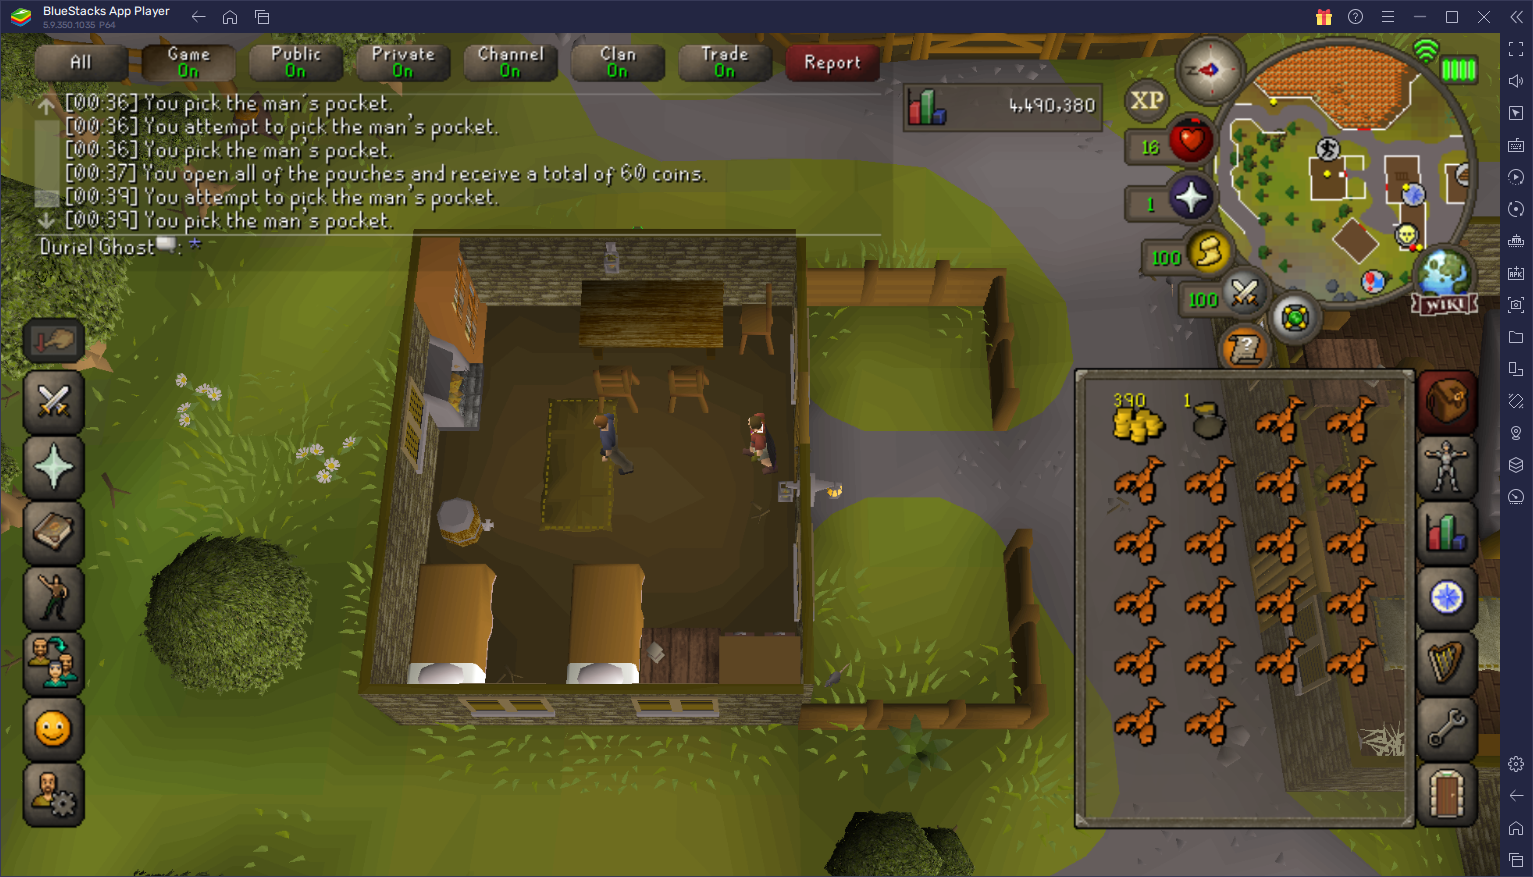 BlueStacks App Player
5.9.350.1035 P64
All
Game
On
Public
On
Private
On
Channel
On
Clan
On
Trade
On
Report
[00:36] You pick the man's pocket.
[00:36] You attempt to pick the man's pocket.
[00:36] You pick the man's pocket.
[00:37] You open all of the pouches and receive a total of 60 coins.
[00:39] You attempt to pick the man's pocket.
[00:39] You pick the man's pocket.
Duriel Ghost: *
4,490,380
XP
16
1
100
100
WIKI
390
1